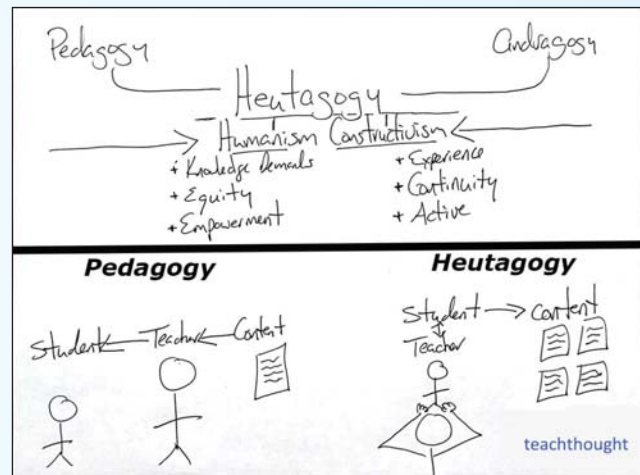 Pedagogy
andragogy
Heutagogy
Humanism Constructivism
+ Knowledge Demands
+ Equity
+ Empowerment
+ Experience
+ Continuity
+ Active
Pedagogy
Student Teacher Content
Heutagogy
Student content
Teacher
teachthought